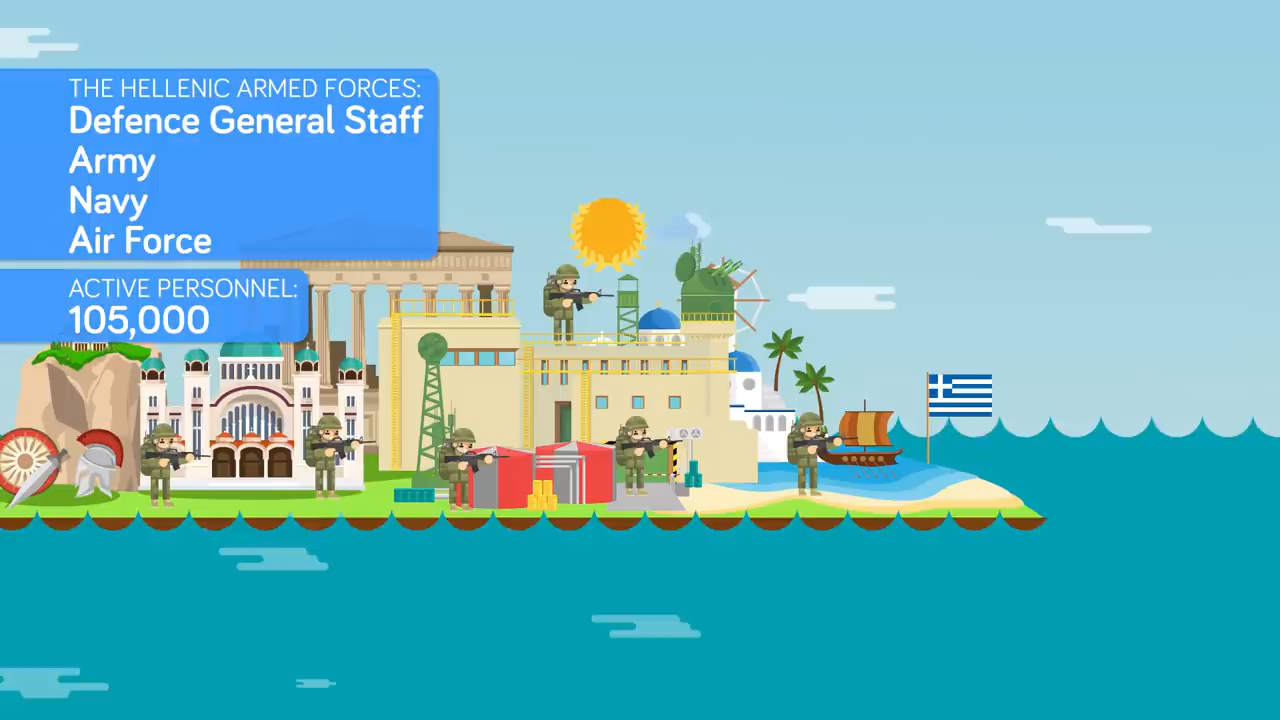 THE HELLENIC ARMED FORCES:
Defence General Staff
Army
Navy
Air Force
ACTIVE PERSONNEL:
105,000